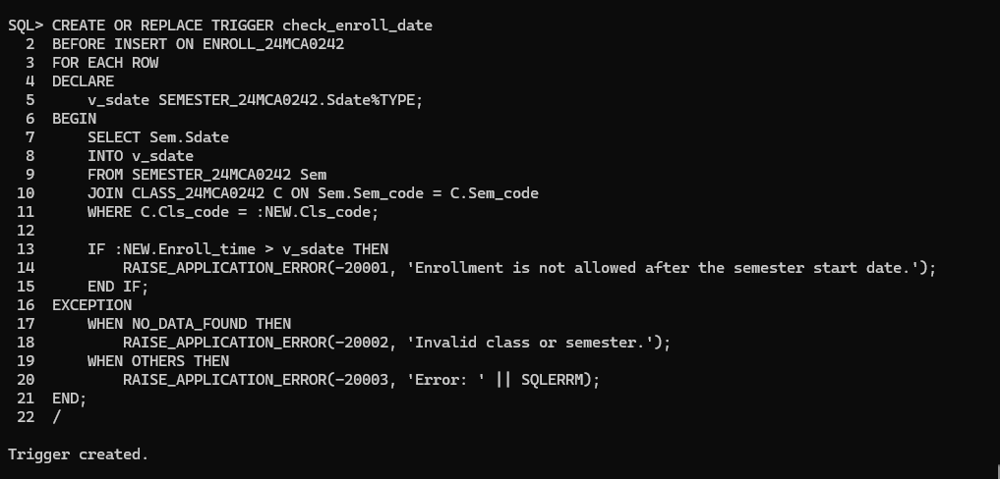 SQL> CREATE OR REPLACE TRIGGER check_enroll_date
  2  BEFORE INSERT ON ENROLL_24MCA0242
  3  FOR EACH ROW
  4  DECLARE
  5      v_sdate SEMESTER_24MCA0242.Sdate%TYPE;
  6  BEGIN
  7      SELECT Sem.Sdate
  8      INTO v_sdate
  9      FROM SEMESTER_24MCA0242 Sem
 10      JOIN CLASS_24MCA0242 C ON Sem.Sem_code = C.Sem_code
 11      WHERE C.Cls_code = :NEW.Cls_code;
 12
 13      IF :NEW.Enroll_time > v_sdate THEN
 14          RAISE_APPLICATION_ERROR(-20001, 'Enrollment is not allowed after the semester start date.');
 15      END IF;
 16  EXCEPTION
 17      WHEN NO_DATA_FOUND THEN
 18          RAISE_APPLICATION_ERROR(-20002, 'Invalid class or semester.');
 19      WHEN OTHERS THEN
 20          RAISE_APPLICATION_ERROR(-20003, 'Error: ' || SQLERRM);
 21  END;
 22  /
Trigger created.